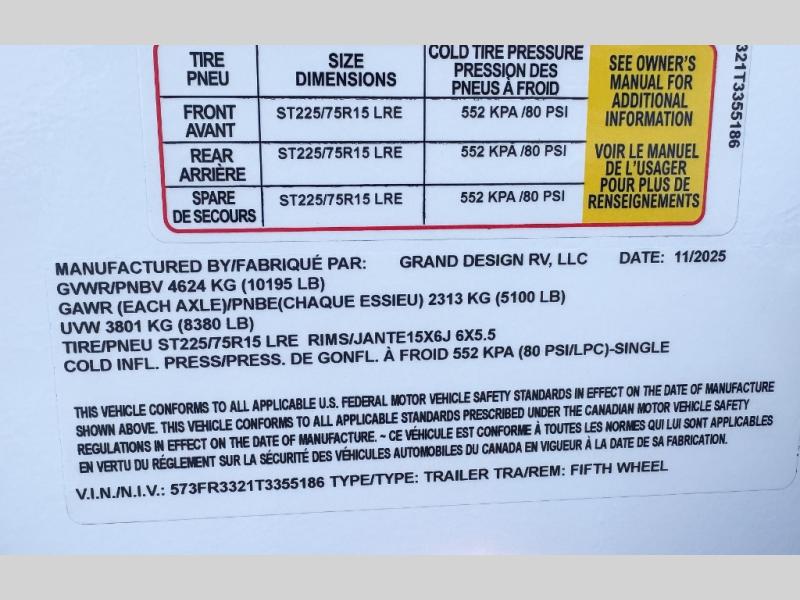 TIRE
PNEU
SIZE
DIMENSIONS
COLD TIRE PRESSURE
PRESSION DES
PNEUS À FROID
FRONT
AVANT
ST225/75R15 LRE
552 KPA /80 PSI
REAR
ARRIÈRE
ST225/75R15 LRE
552 KPA /80 PSI
SPARE
DE SECOURS
ST225/75R15 LRE
552 KPA /80 PSI
SEE OWNER'S
MANUAL FOR
ADDITIONAL
INFORMATION
VOIR LE MANUEL
DE L'USAGER
POUR PLUS DE
RENSEIGNEMENTS
321T3355186
MANUFACTURED BY/FABRIQUÉ PAR: GRAND DESIGN RV, LLC DATE: 11/2025
GVWR/PNBV 4624 KG (10195 LB)
GAWR (EACH AXLE)/PNBE(CHAQUE ESSIEU) 2313 KG (5100 LB)
UVW 3801 KG (8380 LB)
TIRE/PNEU ST225/75R15 LRE RIMS/JANTE15X6J 6X5.5
COLD INFL. PRESS/PRESS. DE GONFL. À FROID 552 KPA (80 PSI/LPC)-SINGLE
THIS VEHICLE CONFORMS TO ALL APPLICABLE U.S. FEDERAL MOTOR VEHICLE SAFETY STANDARDS IN EFFECT ON THE DATE OF MANUFACTURE
SHOWN ABOVE. THIS VEHICLE CONFORMS TO ALL APPLICABLE STANDARDS PRESCRIBED UNDER THE CANADIAN MOTOR VEHICLE SAFETY
REGULATIONS IN EFFECT ON THE DATE OF MANUFACTURE. ~ CE VÉHICULE EST CONFORME À TOUTES LES NORMES QUI LUI SONT APPLICABLES
EN VERTU DU RÉGLEMENT SUR LA SÉCURITÉ DES VÉHICULES AUTOMOBILES DU CANADA EN VIGUEUR À LA DATE DE SA FABRICATION.
V.I.N./N.I.V.: 573FR3321T3355186 TYPE/TYPE: TRAILER TRA/REM: FIFTH WHEEL